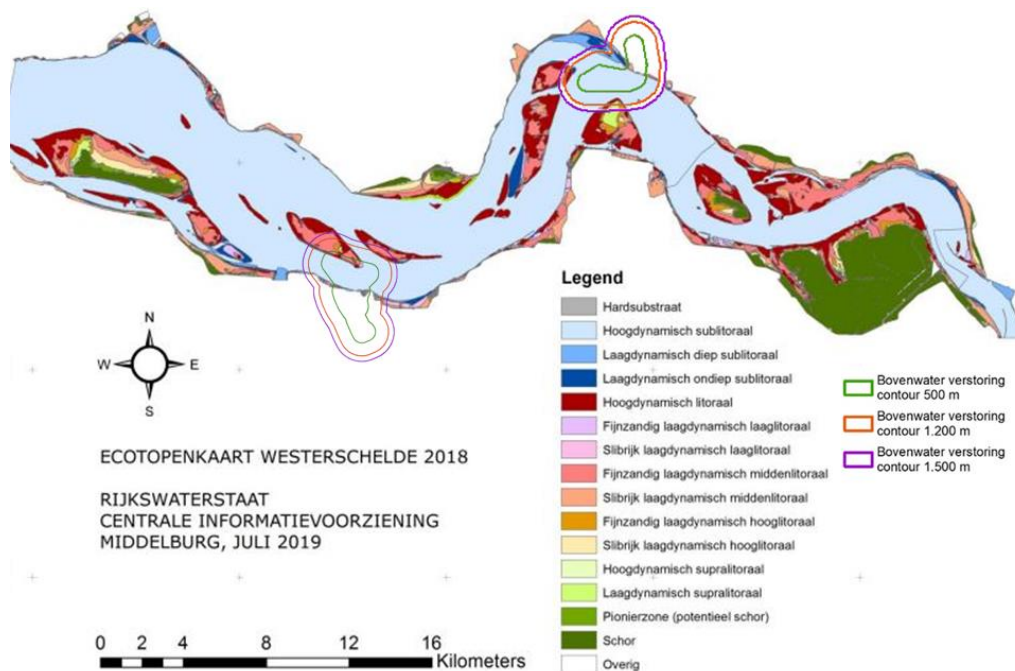 N
W
E
S
ECOTOPENKAART WESTERSCHELDE 2018
RIJKSWATERSTAAT
CENTRALE INFORMATIEVOORZIENING
MIDDELBURG, JULI 2019
0 2 4 8 12 16
Kilometers
Legend
Hardsubstraat
Hoogdynamisch sublitoraal
Laagdynamisch diep sublitoraal
Laagdynamisch ondiep sublitoraal
Hoogdynamisch litoraal
Fijnzandig laagdynamisch laaglitoraal
Slibrijk laagdynamisch laaglitoraal
Fijnzandig laagdynamisch middenlitoraal
Slibrijk laagdynamisch middenlitoraal
Fijnzandig laagdynamisch hooglitoraal
Slibrijk laagdynamisch hooglitoraal
Hoogdynamisch supralitoraal
Laagdynamisch supralitoraal
Pionierzone (potentieel schor)
Schor
Overig
Bovenwater verstoring
contour 500 m
Bovenwater verstoring
contour 1.200 m
Bovenwater verstoring
contour 1.500 m